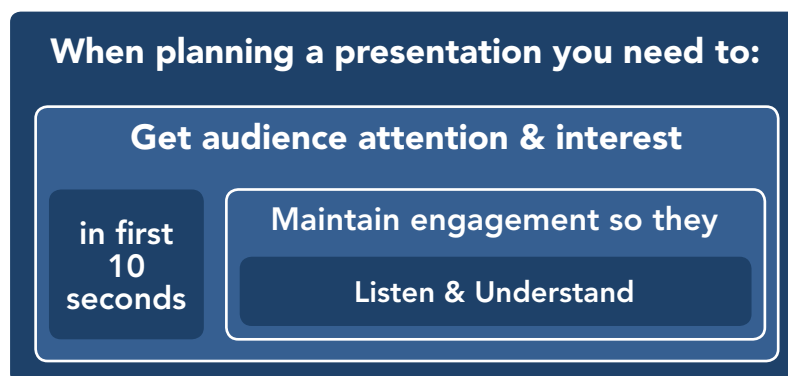 When planning a presentation you need to:
Get audience attention & interest
in first
10
seconds
Maintain engagement so they
Listen & Understand